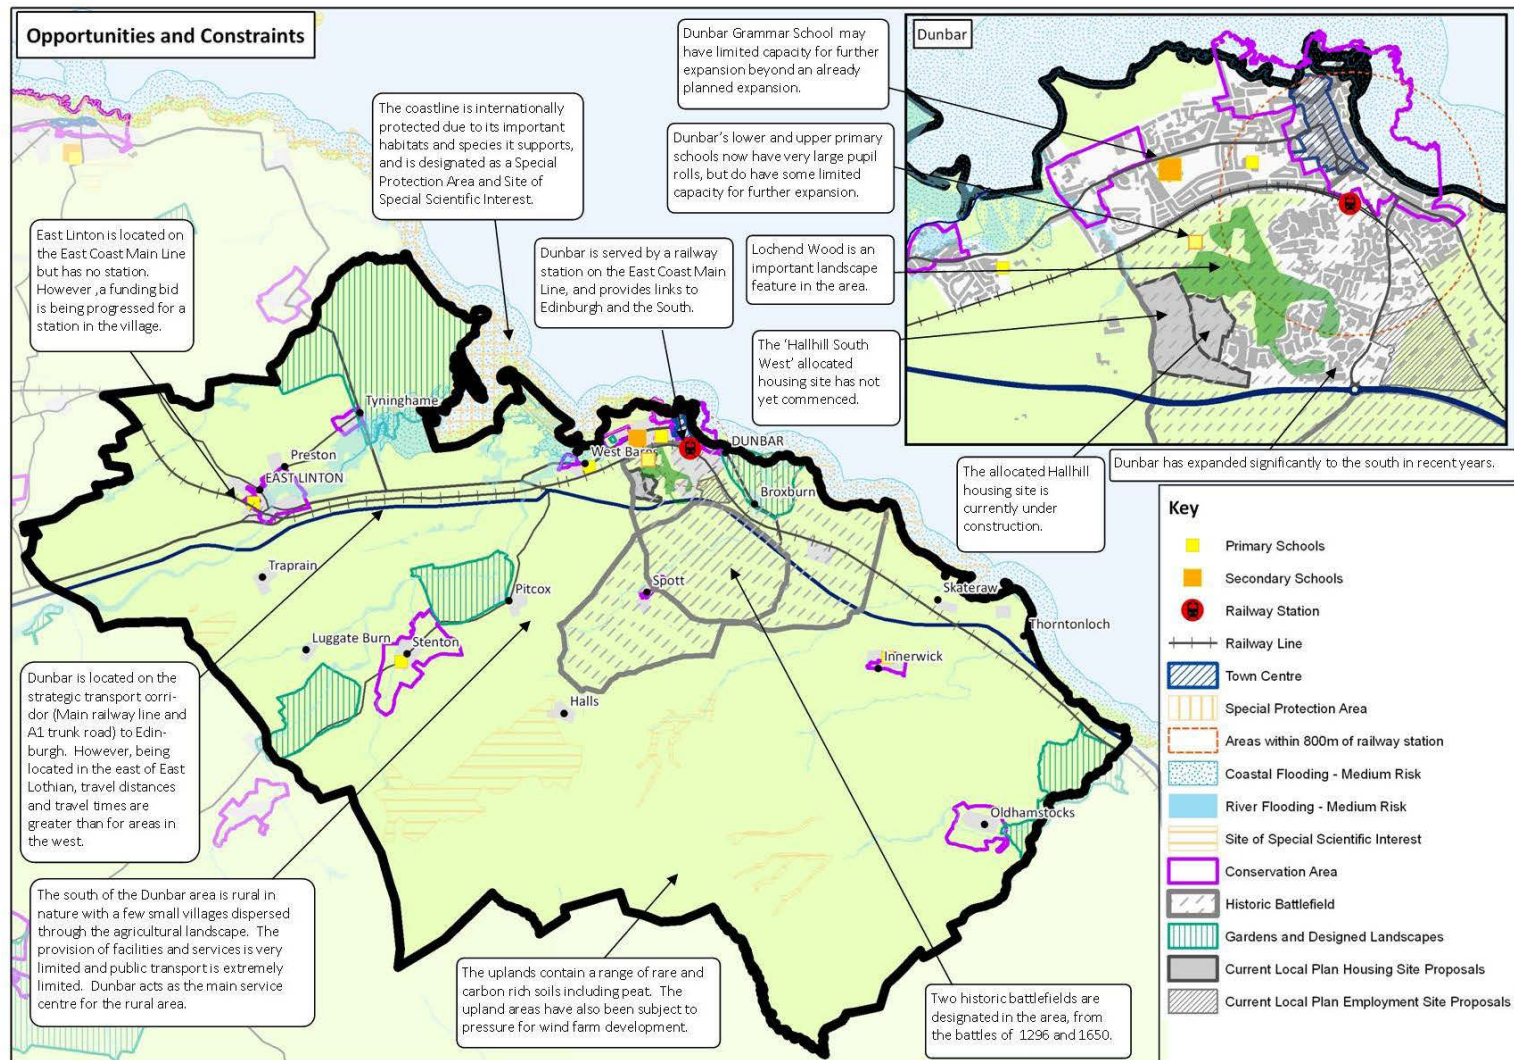 Opportunities and Constraints
Dunbar
Dunbar Grammar School may
have limited capacity for further
expansion beyond an already
planned expansion.
The coastline is internationally
protected due to its important
habitats and species it supports,
and is designated as a Special
Protection Area and Site of
Special Scientific Interest.
Dunbar’s lower and upper primary
schools now have very large pupil
rolls, but do have some limited
capacity for further expansion.
East Linton is located on
the East Coast Main Line
but has no station.
However ,a funding bid
is being progressed for a
station in the village.
Dunbar is served by a railway
station on the East Coast Main
Line, and provides links to
Edinburgh and the South.
Lochend Wood is an
important landscape
feature in the area.
The ‘Hallhill South
West’ allocated
housing site has not
yet commenced.
The allocated Hallhill
housing site is
currently under
construction.
Dunbar has expanded significantly to the south in recent years.
Tyninghame
Preston
EAST LINTON
West Barns
DUNBAR
Broxburn
Traprain
Pitcox
Spott
Skateraw
Luggate Burn
Stenton
Thorntonloch
Innerwick
Halls
Oldhamstocks
Dunbar is located on the
strategic transport corri-
dor (Main railway line and
A1 trunk road) to Edin-
burgh. However, being
located in the east of East
Lothian, travel distances
and travel times are
greater than for areas in
the west.
The south of the Dunbar area is rural in
nature with a few small villages dispersed
through the agricultural landscape. The
provision of facilities and services is very
limited and public transport is extremely
limited. Dunbar acts as the main service
centre for the rural area.
The uplands contain a range of rare and
carbon rich soils including peat. The
upland areas have also been subject to
pressure for wind farm development.
Two historic battlefields are
designated in the area, from
the battles of 1296 and 1650.
Key
Primary Schools
Secondary Schools
Railway Station
Railway Line
Town Centre
Special Protection Area
Areas within 800m of railway station
Coastal Flooding - Medium Risk
River Flooding - Medium Risk
Site of Special Scientific Interest
Conservation Area
Historic Battlefield
Gardens and Designed Landscapes
Current Local Plan Housing Site Proposals
Current Local Plan Employment Site Proposals